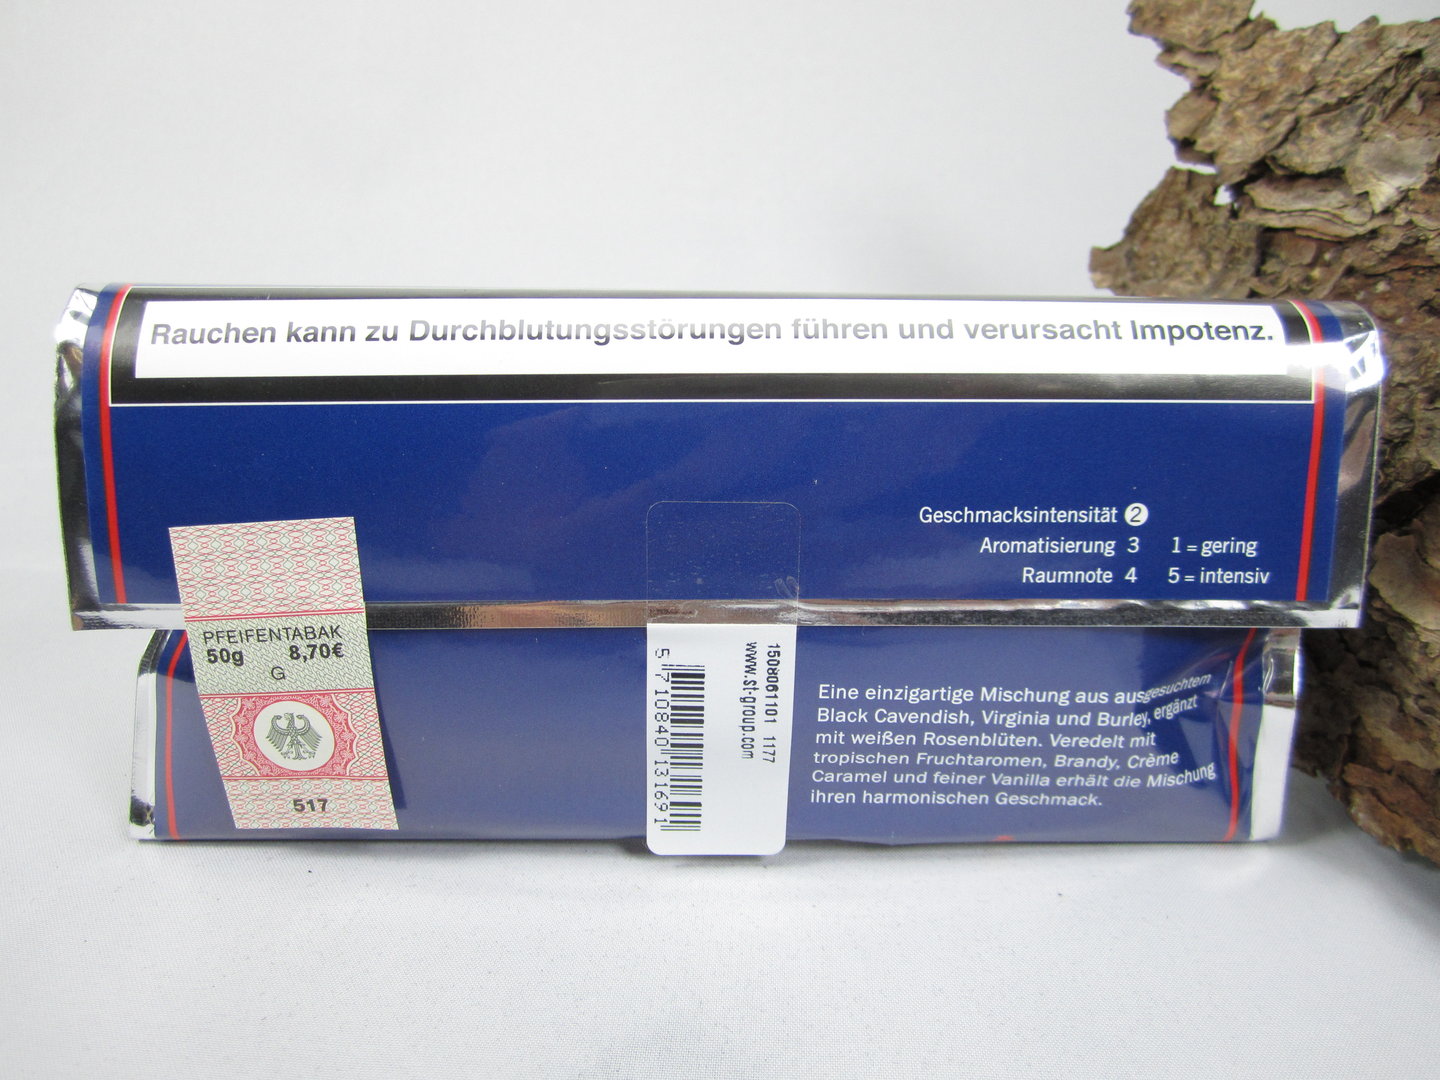 Rauchen kann zu Durchblutungsstörungen führen und verursacht Impotenz.
Geschmacksintensität 2
Aromatisierung 3 1 = gering
Raumnote 4 5 = intensiv
PFEIFENTABAK
50g 8,70€
G
517
1508061101 1177
www.st-group.com
5 710840 131691
Eine einzigartige Mischung aus ausgesuchtem
Black Cavendish, Virginia und Burley, ergänzt
mit weißen Rosenblüten. Veredelt mit
tropischen Fruchtaromen, Brandy, Crème
Caramel und feiner Vanilla erhält die Mischung
ihren harmonischen Geschmack.